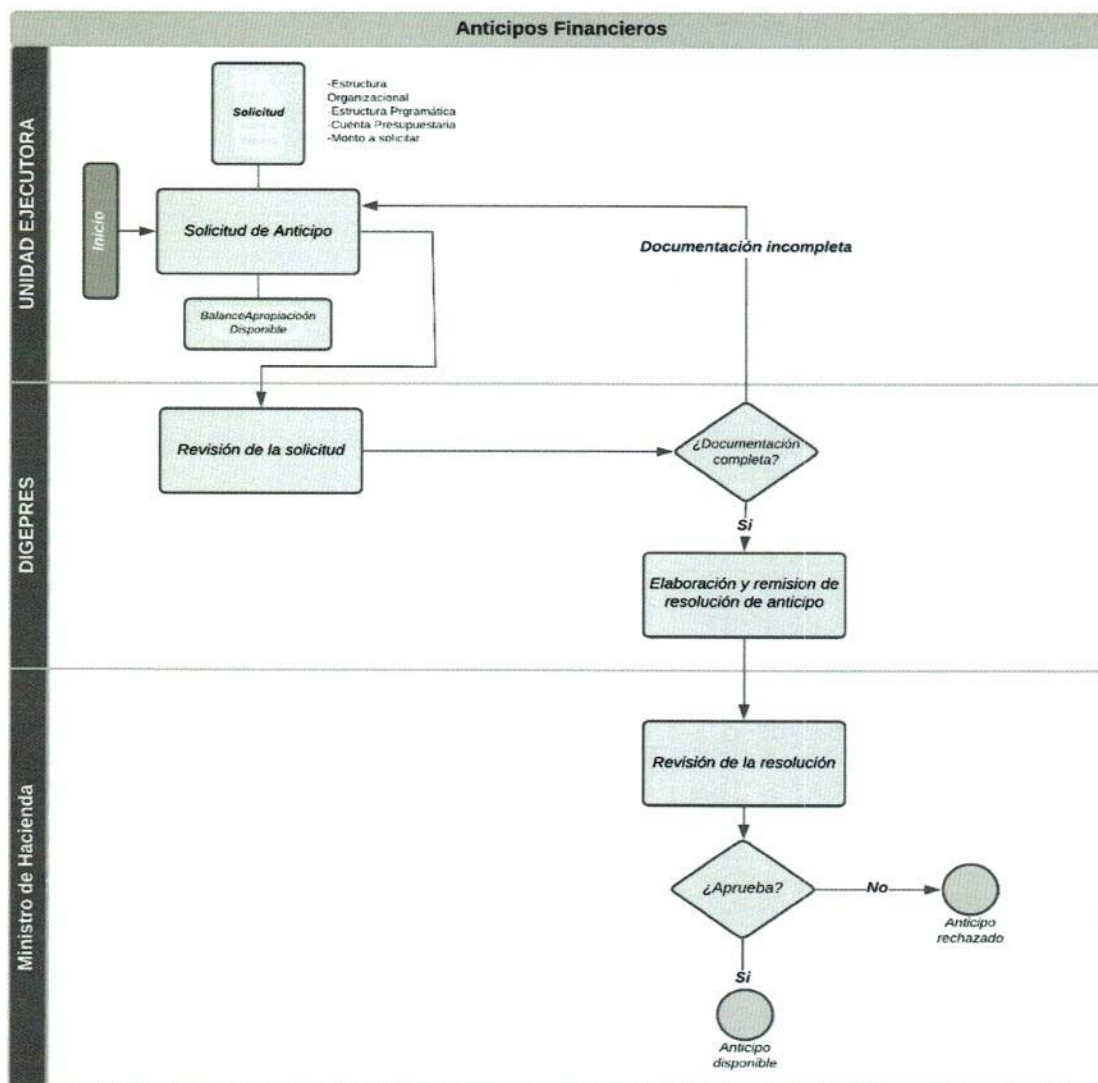 Anticipos Financieros
UNIDAD EJECUTORA
Solicitud
-Estructura
Organizacional
-Estructura Prgramática
-Cuenta Presupuestaria
-Monto a solicitar
Inicio
Solicitud de Anticipo
Documentación incompleta
BalanceApropiacioón
Disponible
DIGEPRES
Revisión de la solicitud
¿Documentación
completa?
Si
Elaboración y remision de
resolución de anticipo
Ministro de Hacienda
Revisión de la resolución
¿Aprueba?
No
Anticipo
rechazado
Si
Anticipo
disponible